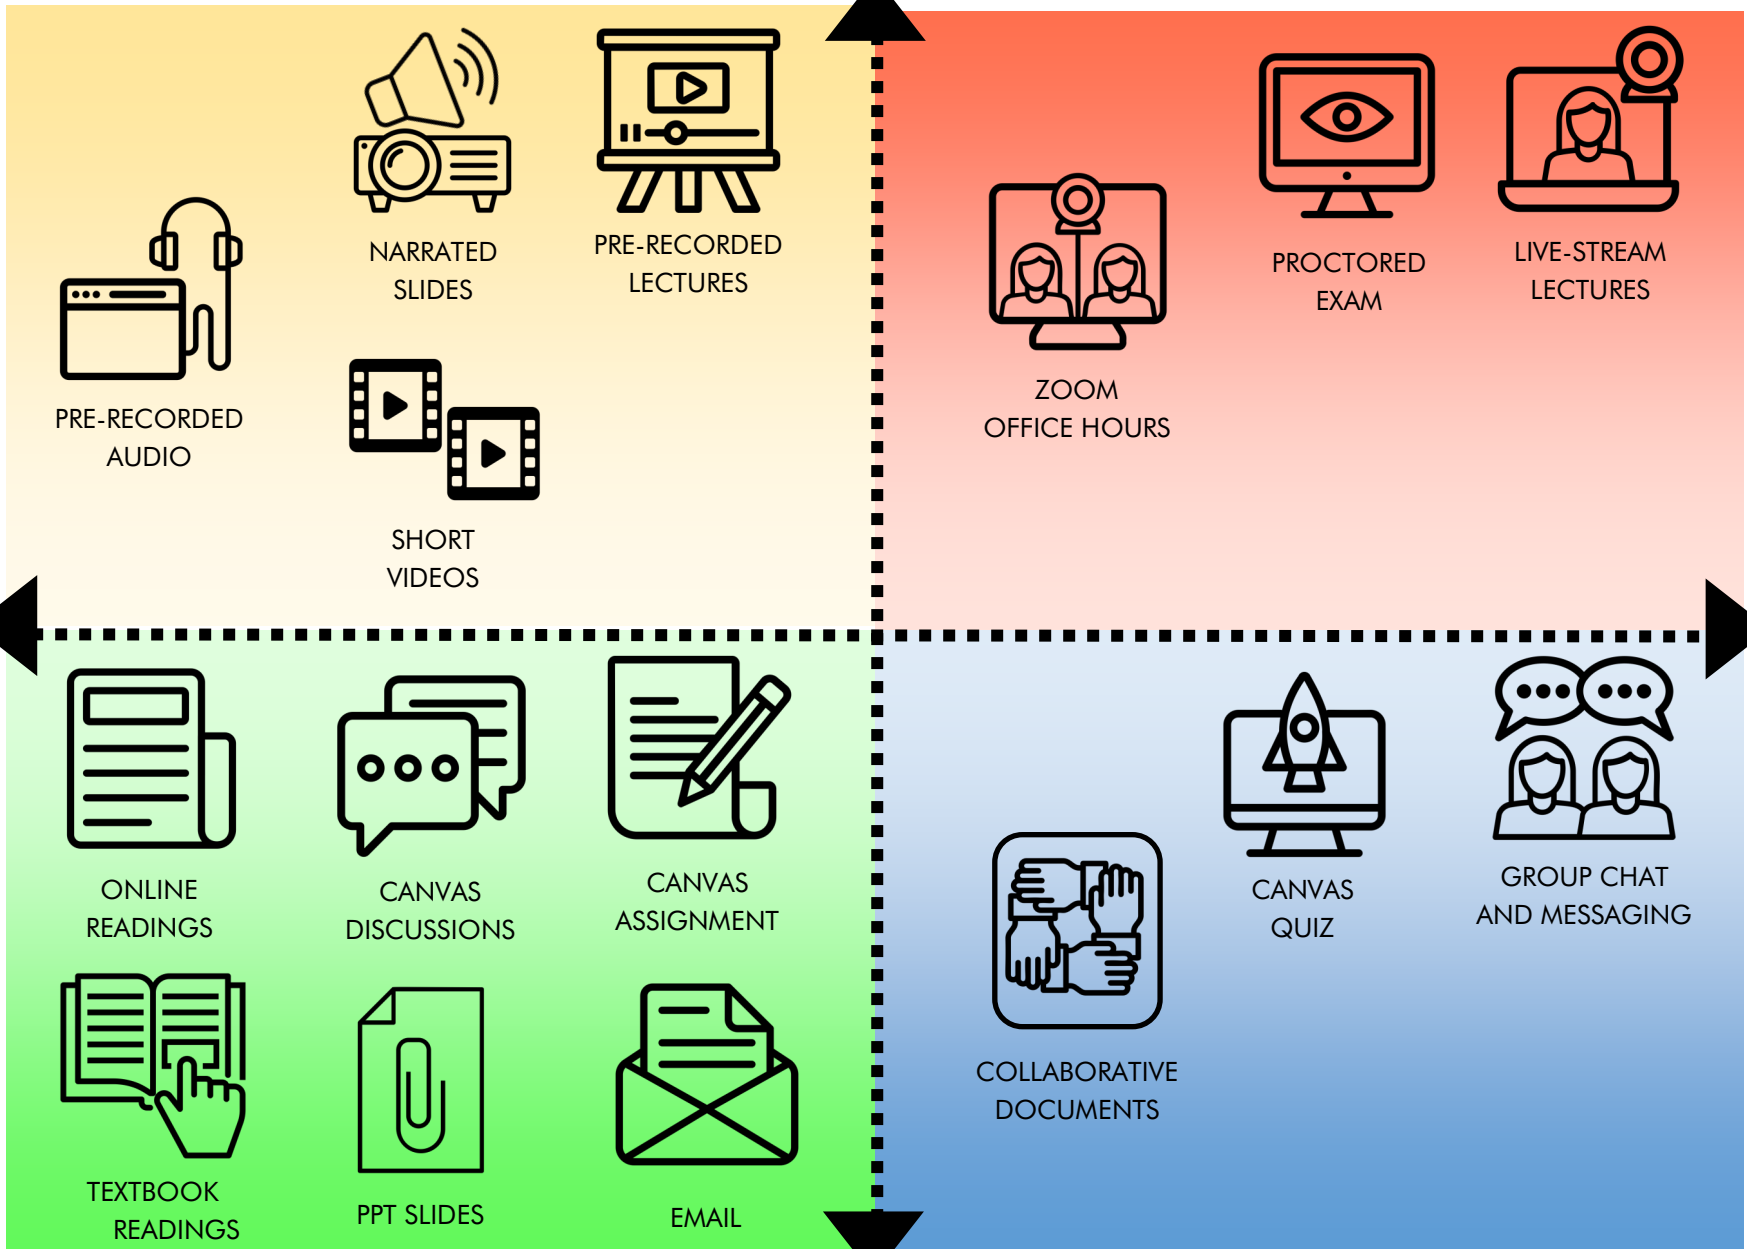 NARRATED
SLIDES
PRE-RECORDED
LECTURES
PRE-RECORDED
AUDIO
SHORT
VIDEOS
PROCTORED
EXAM
LIVE-STREAM
LECTURES
ZOOM
OFFICE HOURS
ONLINE
READINGS
CANVAS
DISCUSSIONS
CANVAS
ASSIGNMENT
TEXTBOOK
READINGS
PPT SLIDES
EMAIL
CANVAS
QUIZ
GROUP CHAT
AND MESSAGING
COLLABORATIVE
DOCUMENTS